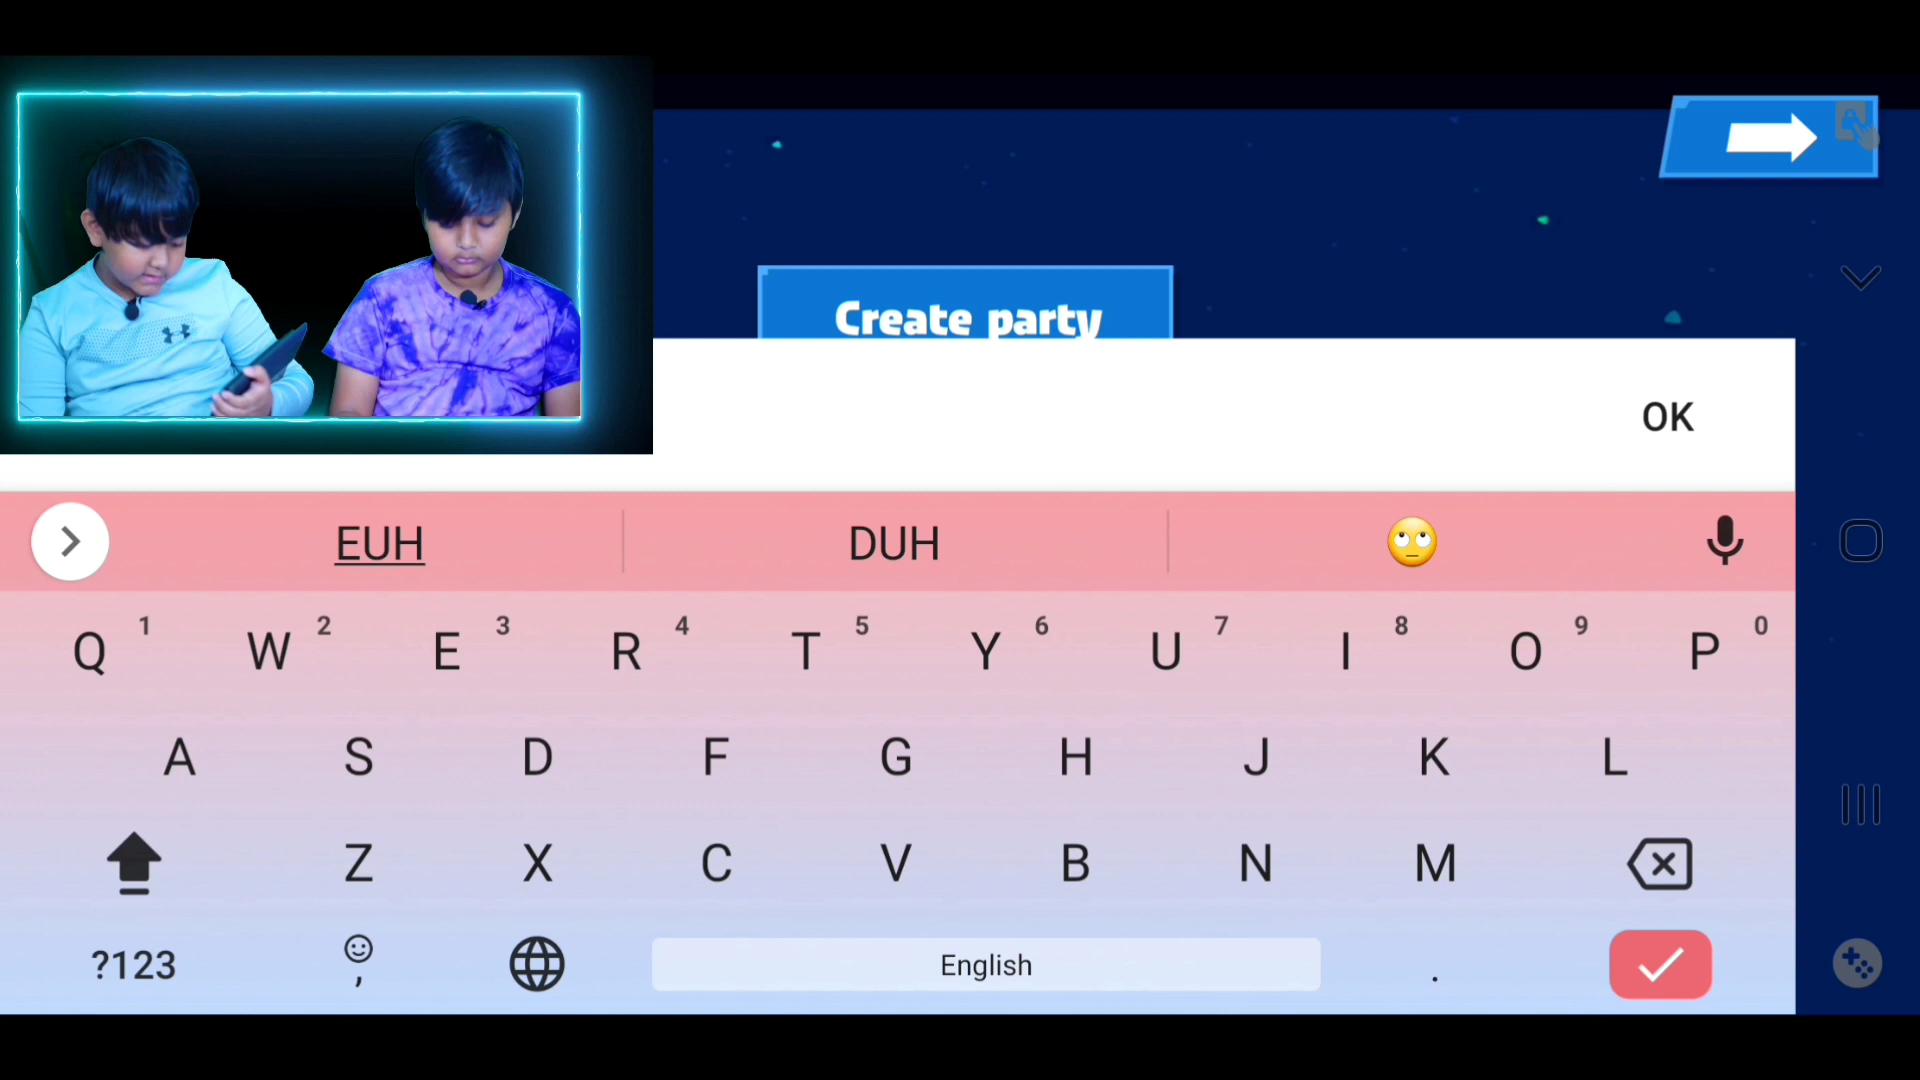 Create party
OK
EUH DUH
Q 1 W 2 E 3 R 4 T 5 Y 6 U 7 I 8 O 9 P 0
A S D F G H J K L
Z X C V B N M
?123 , English .